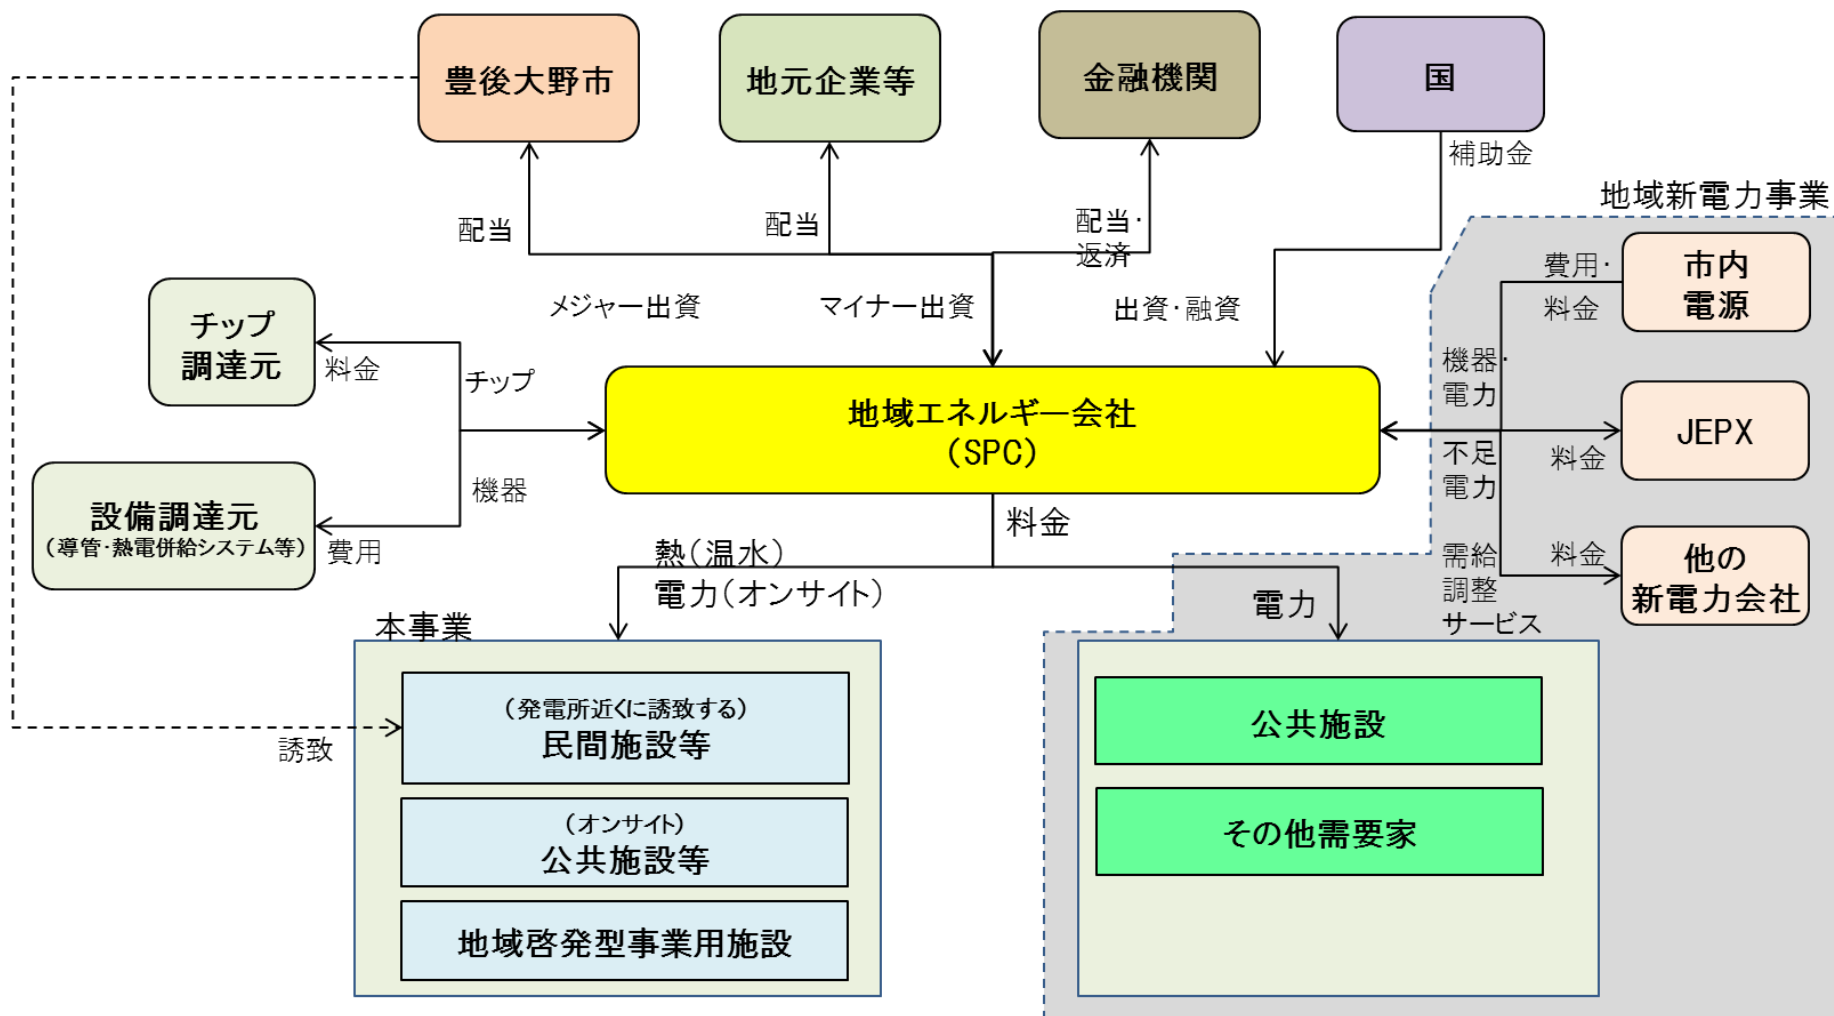 豊後大野市
地元企業等
金融機関
国
補助金
地域新電力事業
配当
配当
配当・
返済
費用・
料金
市内
電源
メジャー出資
マイナー出資
出資・融資
チップ
調達元
料金
チップ
機器・
電力
地域エネルギー会社
(SPC)
JEPX
不足
電力
料金
設備調達元
(導管・熱電併給システム等)
機器
費用
料金
熱(温水)
電力(オンサイト)
電力
需給
調整
サービス
料金
他の
新電力会社
本事業
(発電所近くに誘致する)
民間施設等
誘致
(オンサイト)
公共施設等
地域啓発型事業用施設
公共施設
その他需要家